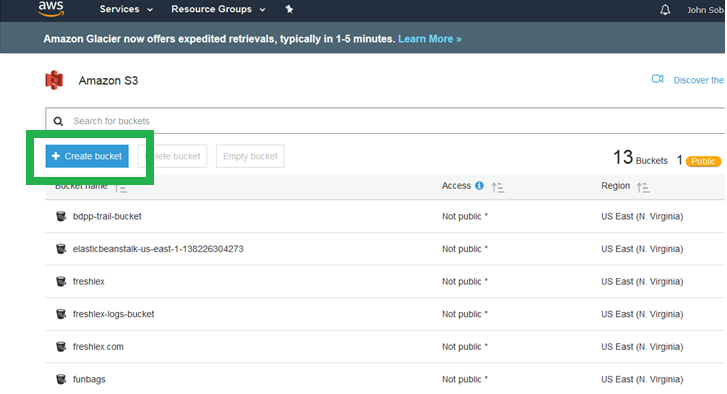 aws
Services Resource Groups John Soba
Amazon Glacier now offers expedited retrievals, typically in 1-5 minutes. Learn More »
Amazon S3 Discover the
Search for buckets
+ Create bucket Delete bucket Empty bucket 13 Buckets 1 Public
Bucket name Access Region
bdpp-trail-bucket Not public * US East (N. Virginia)
elasticbeanstalk-us-east-1-138226304273 Not public * US East (N. Virginia)
freshlex Not public * US East (N. Virginia)
freshlex-logs-bucket Not public * US East (N. Virginia)
freshlex.com Not public * US East (N. Virginia)
funbags Not public * US East (N. Virginia)